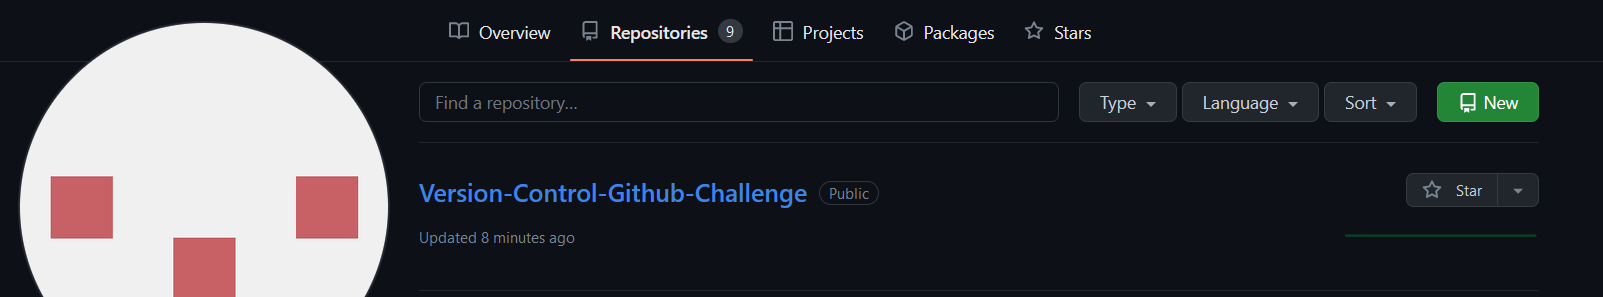 Overview Repositories 9 Projects Packages Stars
Find a repository... Type Language Sort New
Version-Control-Github-Challenge Public Star
Updated 8 minutes ago